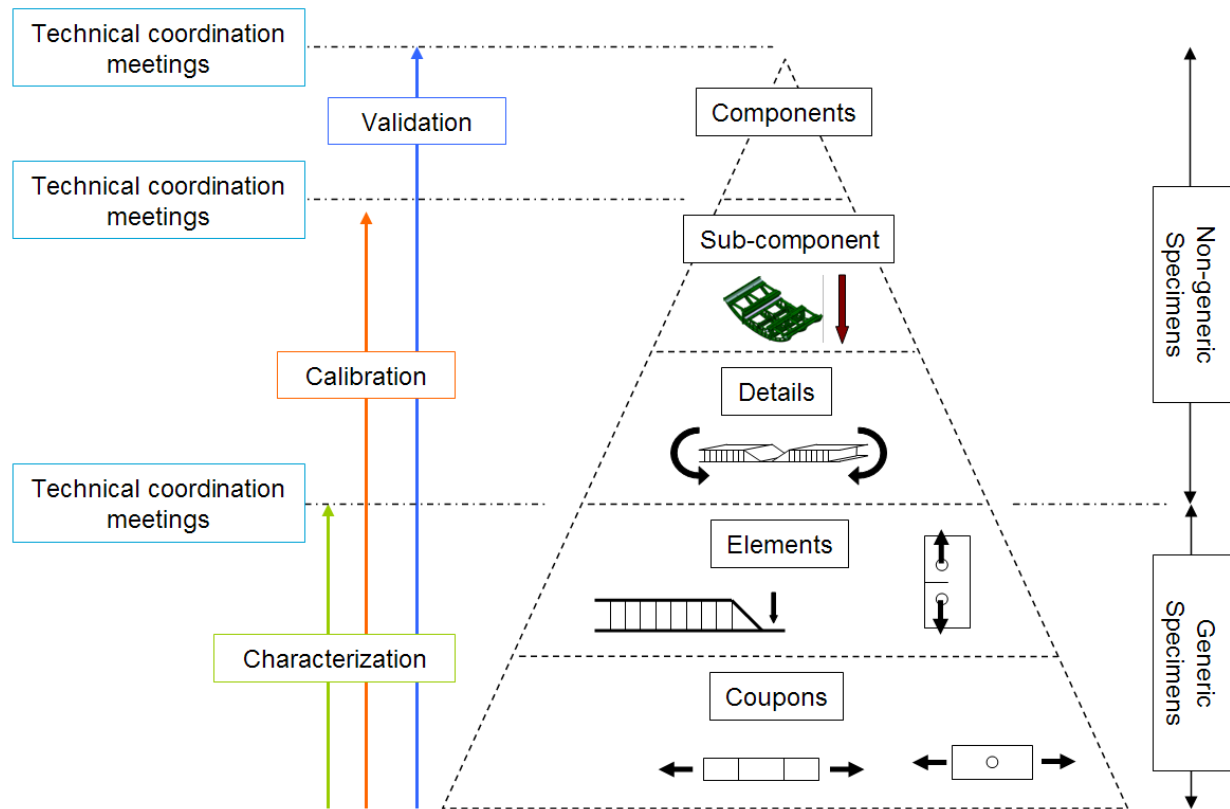 Technical coordination
meetings
Validation
Components
Technical coordination
meetings
Sub-component
Non-generic
Specimens
Calibration
Details
Technical coordination
meetings
Elements
Generic
Specimens
Characterization
Coupons